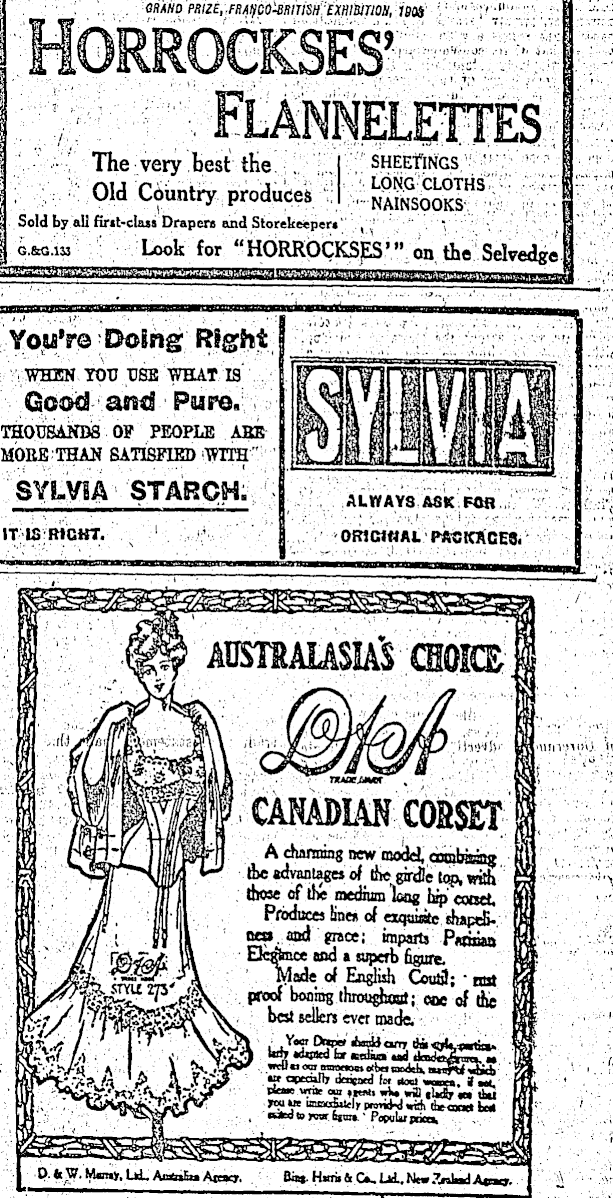 GRAND PRIZE, FRANCO-BRITISH EXHIBITION, 1908
HORROCKSES'
FLANNELETTES
The very best the
Old Country produces
SHEETINGS
LONG CLOTHS
NAINSOOKS
Sold by all first-class Drapers and Storekeepers
G.&G.133
Look for "HORROCKSES'" on the Selvedge
You're Doing Right
WHEN YOU USE WHAT IS
Good and Pure.
THOUSANDS OF PEOPLE ARE
MORE THAN SATISFIED WITH
SYLVIA STARCH.
IT IS RIGHT.
SYLVIA
ALWAYS ASK FOR
ORIGINAL PACKAGES.
AUSTRALASIA'S CHOICE
D&A
TRADE MARK
CANADIAN CORSET
A charming new model, combining
the advantages of the girdle top, with
those of the medium long hip corset.
Produces lines of exquisite shapeli-
ness and grace; imparts Parisian
Elegance and a superb figure.
Made of English Coutil; rust
proof boning throughout; one of the
best sellers ever made.
Your Draper should carry this style, particu-
larly adapted for medium and slender figures, as
well as our numerous other models, many of which
are especially designed for stout women, if not,
please write our agents who will gladly see that
you are immediately provided with the corset best
suited to your figure. Popular prices.
D&A
TRADE MARK
STYLE 273
D. & W. Murray, Ltd., Australian Agency.
Bing, Harris & Co., Ltd., New Zealand Agency.